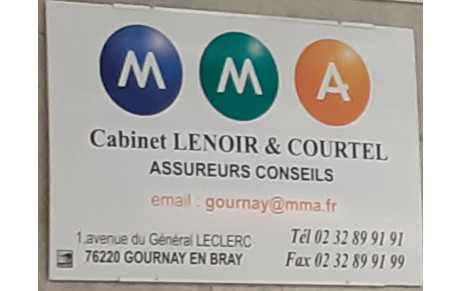 MMA
Cabinet LENOIR & COURTEL
ASSUREURS CONSEILS
email : gournay@mma.fr
1,avenue du Général LECLERC
76220 GOURNAY EN BRAY
Tél 02 32 89 91 91
Fax 02 32 89 91 99